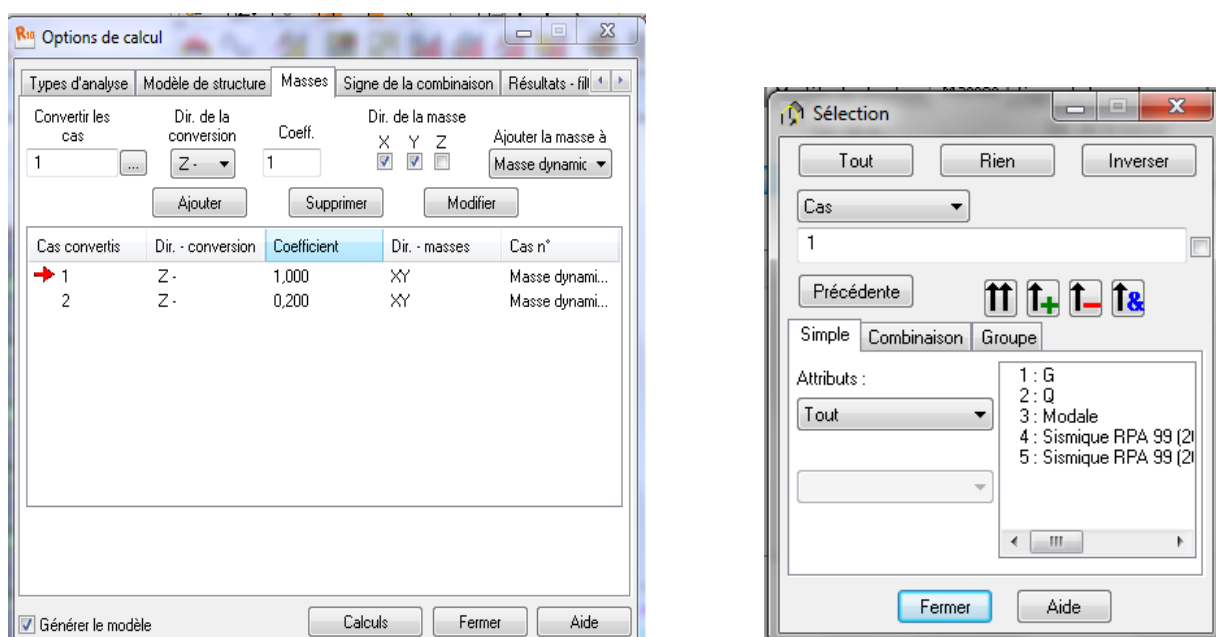 R10 Options de calcul
Types d'analyse Modèle de structure Masses Signe de la combinaison Résultats - fill
Convertir les cas
Dir. de la conversion
Coeff.
Dir. de la masse
X Y Z
Ajouter la masse à
1 ... Z - 1 Masse dynamic
Ajouter Supprimer Modifier
Cas convertis Dir. - conversion Coefficient Dir. - masses Cas n°
1 Z - 1,000 XY Masse dynami...
2 Z - 0,200 XY Masse dynami...
Générer le modèle Calculs Fermer Aide
Sélection
Tout Rien Inverser
Cas
1
Précédente
&
Simple Combinaison Groupe
Attributs :
Tout
1 : G
2 : Q
3 : Modale
4 : Sismique RPA 99 (2
5 : Sismique RPA 99 (2
Fermer Aide